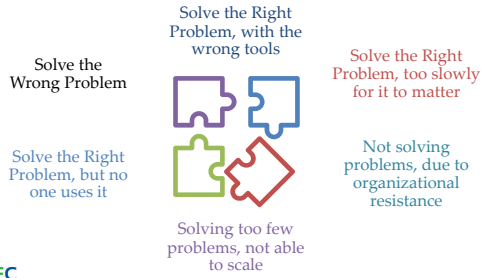 Solve the Right
Problem, with the
wrong tools
Solve the
Wrong Problem
Solve the Right
Problem, too slowly
for it to matter
Solve the Right
Problem, but no
one uses it
Not solving
problems, due to
organizational
resistance
Solving too few
problems, not able
to scale